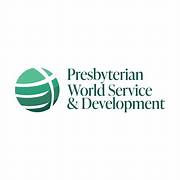 Presbyterian
World Service
& Development